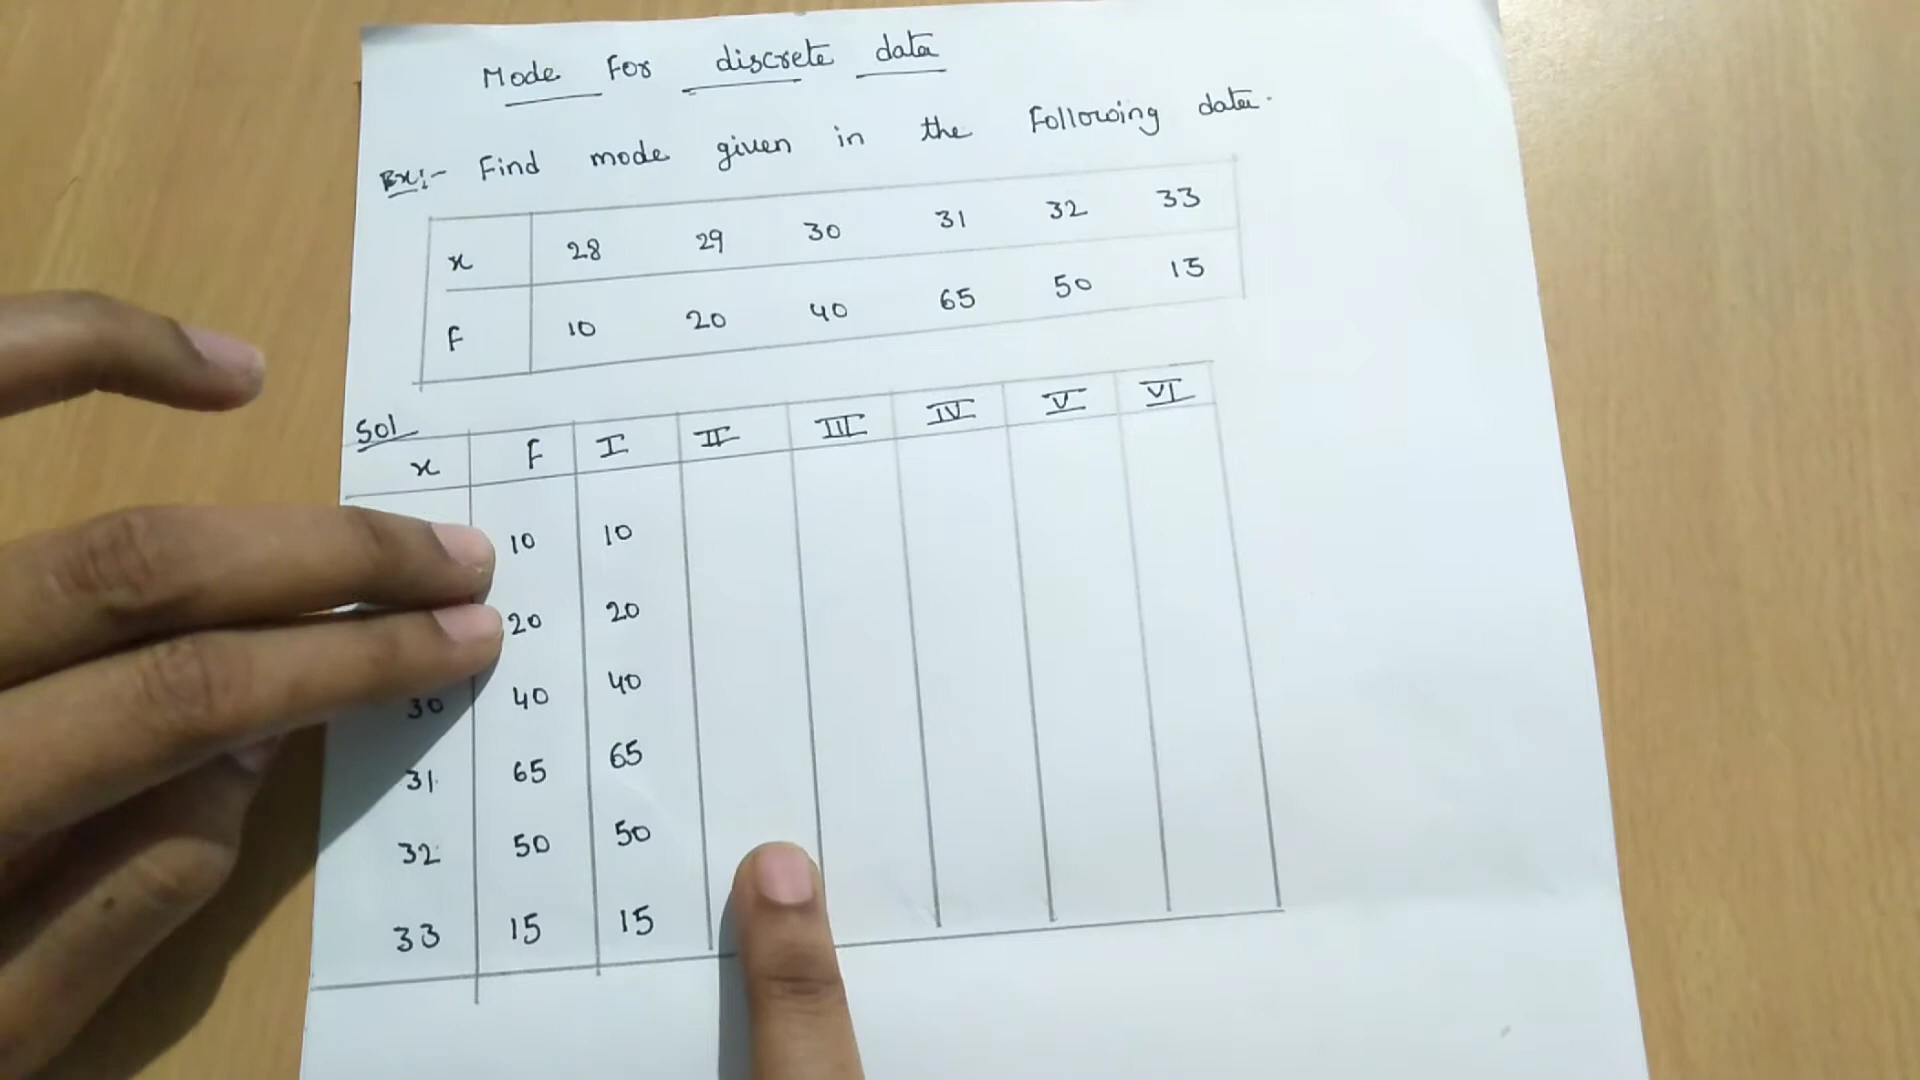 Mode For discrete data
Ex:- Find mode given in the following data.
x 28 29 30 31 32 33
F 10 20 40 65 50 15
Sol
x F I II III IV V VI
10 10
20 20
30 40 40
31 65 65
32 50 50
33 15 15